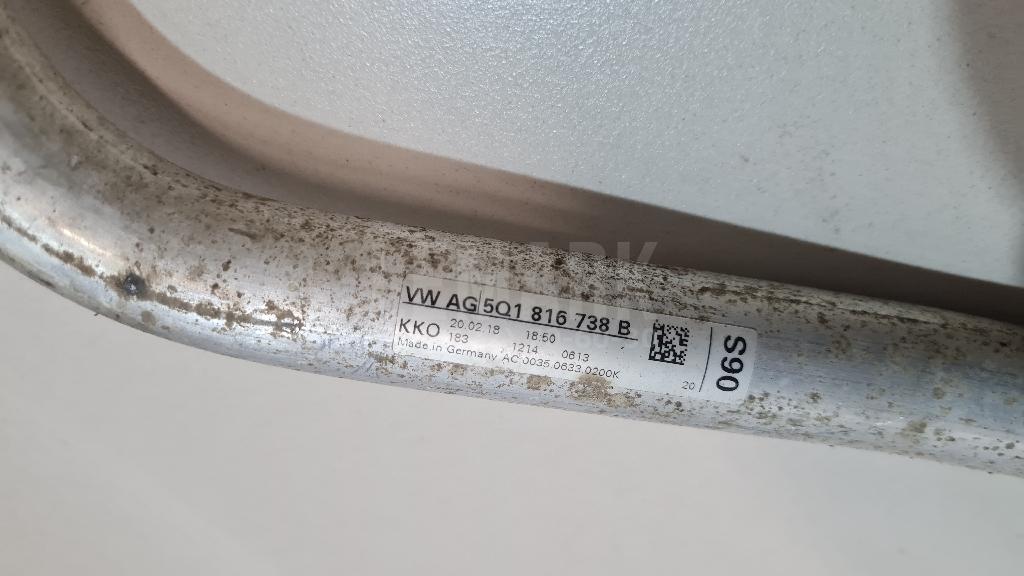 VW AG 5Q1 816 738 B
KKO 20.02.18 18:50
183 1214 0613
Made in Germany AC 0035.0633.0200K
20
S90